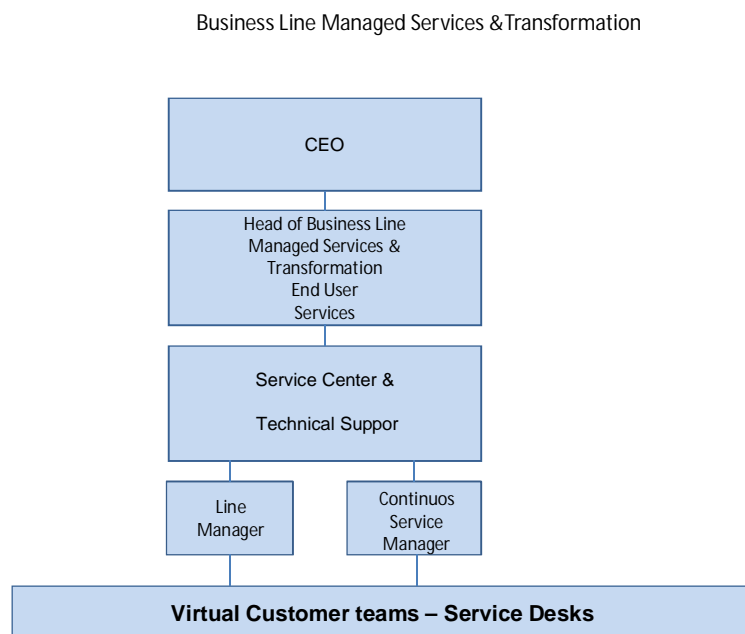 Business Line Managed Services &Transformation
CEO
Head of Business Line
Managed Services &
Transformation
End User
Services
Service Center &
Technical Suppor
Line
Manager
Continuos
Service
Manager
Virtual Customer teams – Service Desks